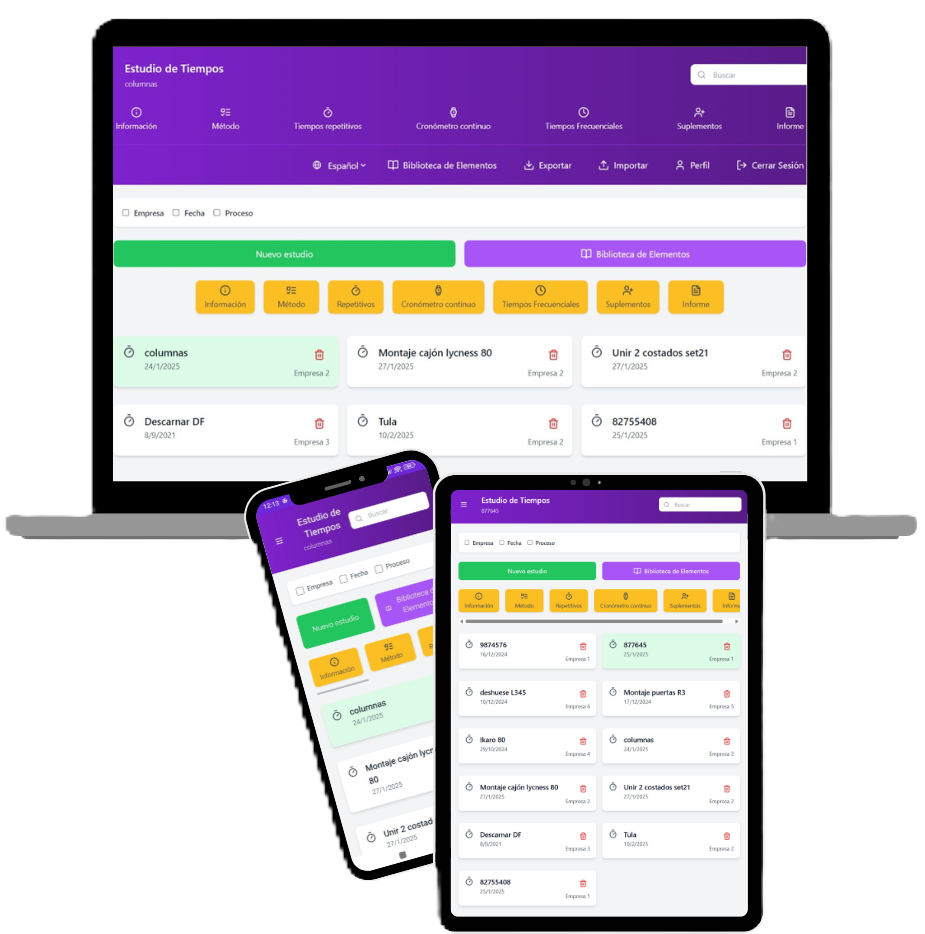 Estudio de Tiempos
columnas
Buscar
Información
Método
Tiempos repetitivos
Cronómetro continuo
Tiempos Frecuenciales
Suplementos
Informe
Español
Biblioteca de Elementos
Exportar
Importar
Perfil
Cerrar Sesión
Empresa
Fecha
Proceso
Nuevo estudio
Biblioteca de Elementos
Información
Método
Repetitivos
Cronómetro continuo
Tiempos Frecuenciales
Suplementos
Informe
columnas
24/1/2025
Empresa 2
Montaje cajón lycness 80
27/1/2025
Empresa 2
Unir 2 costados set21
27/1/2025
Empresa 2
Descarnar DF
8/9/2021
Empresa 3
Tula
10/2/2025
Empresa 2
82755408
25/1/2025
Empresa 1
12:13
Estudio de
Tiempos
columnas
Buscar
Empresa
Fecha
Proceso
Nuevo estudio
Biblioteca de
Elemento
Información
Método
R
columnas
24/1/2025
Montaje cajón lycr
80
27/1/2025
Unir 2 costad
27/1/2025
Estudio de Tiempos
877645
Buscar
Empresa
Fecha
Proceso
Nuevo estudio
Biblioteca de Elementos
Información
Método
Repetitivos
Cronómetro continuo
Suplementos
Inform
9874576
16/12/2024
Empresa 1
877645
25/1/2025
Empresa 1
deshuese L345
10/12/2024
Empresa 6
Montaje puertas R3
17/12/2024
Empresa 5
Ikaro 80
29/10/2024
Empresa 4
columnas
24/1/2025
Empresa 2
Montaje cajón lycness 80
27/1/2025
Empresa 2
Unir 2 costados set21
27/1/2025
Empresa 2
Descarnar DF
8/9/2021
Empresa 3
Tula
10/2/2025
Empresa 2
82755408
25/1/2025
Empresa 1